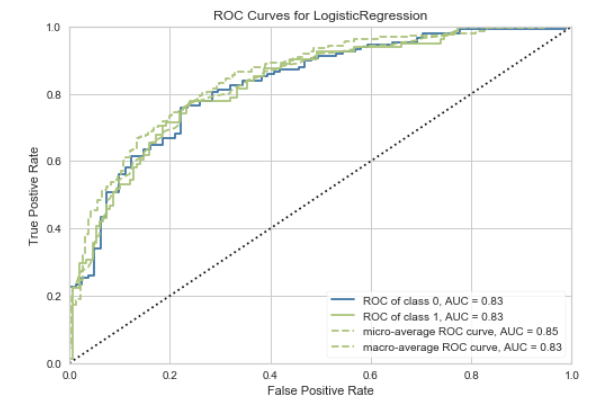 ROC Curves for LogisticRegression
True Postive Rate
1.0
0.8
0.6
0.4
0.2
0.0
ROC of class 0, AUC = 0.83
ROC of class 1, AUC = 0.83
micro-average ROC curve, AUC = 0.85
macro-average ROC curve, AUC = 0.83
0.0 0.2 0.4 0.6 0.8 1.0
False Positive Rate